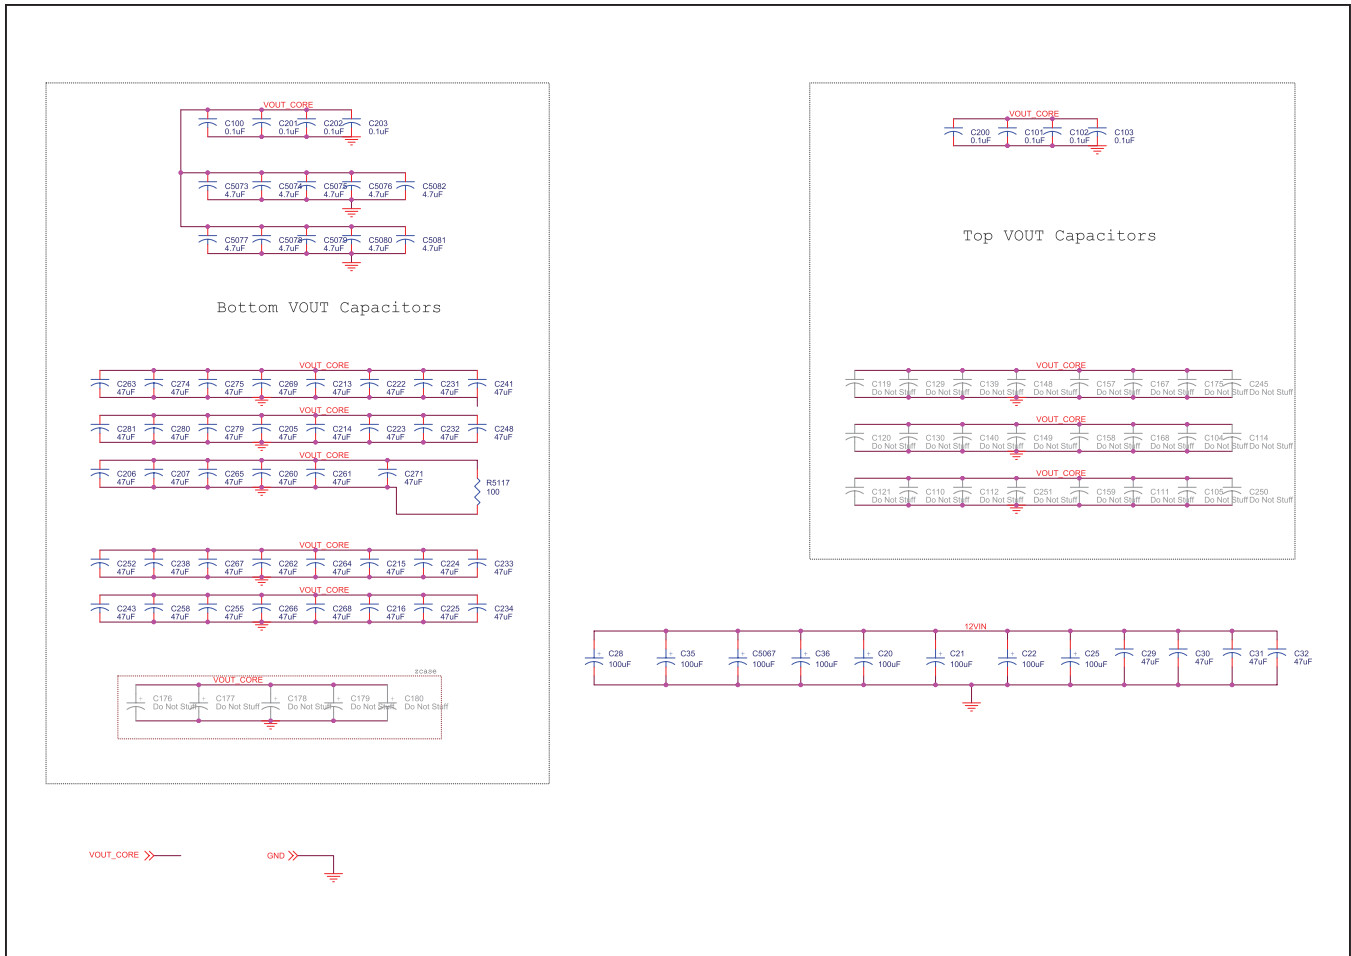 VOUT_CORE
C100 C201 C202 C203
0.1uF 0.1uF 0.1uF 0.1uF
C5073 C5074 C5075 C5076 C5082
4.7uF 4.7uF 4.7uF 4.7uF 4.7uF
C5077 C5078 C5079 C5080 C5081
4.7uF 4.7uF 4.7uF 4.7uF 4.7uF
Bottom VOUT Capacitors
VOUT_CORE
C263 C274 C275 C269 C213 C222 C231 C241
47uF 47uF 47uF 47uF 47uF 47uF 47uF 47uF
VOUT_CORE
C281 C280 C279 C205 C214 C223 C232 C248
47uF 47uF 47uF 47uF 47uF 47uF 47uF 47uF
VOUT_CORE
C206 C207 C265 C260 C261 C271
47uF 47uF 47uF 47uF 47uF 47uF
R5117
100
VOUT_CORE
C252 C238 C267 C262 C264 C215 C224 C233
47uF 47uF 47uF 47uF 47uF 47uF 47uF 47uF
VOUT_CORE
C243 C258 C255 C266 C268 C216 C225 C234
47uF 47uF 47uF 47uF 47uF 47uF 47uF 47uF
zcase
VOUT_CORE
C176 C177 C178 C179 C180
Do Not Stuff Do Not Stuff Do Not Stuff Do Not Stuff Do Not Stuff
VOUT_CORE
GND
VOUT_CORE
C200 C101 C102 C103
0.1uF 0.1uF 0.1uF 0.1uF
Top VOUT Capacitors
VOUT_CORE
C119 C129 C139 C148 C157 C167 C175 C245
Do Not Stuff Do Not Stuff Do Not Stuff Do Not Stuff Do Not Stuff Do Not Stuff Do Not Stuff Do Not Stuff
VOUT_CORE
C120 C130 C140 C149 C158 C168 C104 C114
Do Not Stuff Do Not Stuff Do Not Stuff Do Not Stuff Do Not Stuff Do Not Stuff Do Not Stuff Do Not Stuff
VOUT_CORE
C121 C110 C112 C251 C159 C111 C105 C250
Do Not Stuff Do Not Stuff Do Not Stuff Do Not Stuff Do Not Stuff Do Not Stuff Do Not Stuff Do Not Stuff
12VIN
C28 C35 C5067 C36 C20 C21 C22 C25 C29 C30 C31 C32
100uF 100uF 100uF 100uF 100uF 100uF 100uF 100uF 47uF 47uF 47uF 47uF